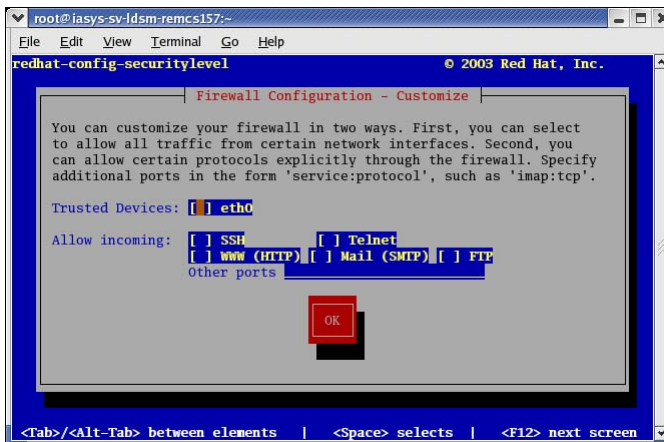 root@iasys-sv-ldsm-remcs157:~
File Edit View Terminal Go Help
redhat-config-securitylevel © 2003 Red Hat, Inc.
Firewall Configuration - Customize
You can customize your firewall in two ways. First, you can select
to allow all traffic from certain network interfaces. Second, you
can allow certain protocols explicitly through the firewall. Specify
additional ports in the form 'service:protocol', such as 'imap:tcp'.
Trusted Devices: [ ] eth0
Allow incoming: [ ] SSH [ ] Telnet
[ ] WWW (HTTP) [ ] Mail (SMTP) [ ] FTP
Other ports
OK
<Tab>/<Alt-Tab> between elements | <Space> selects | <F12> next screen